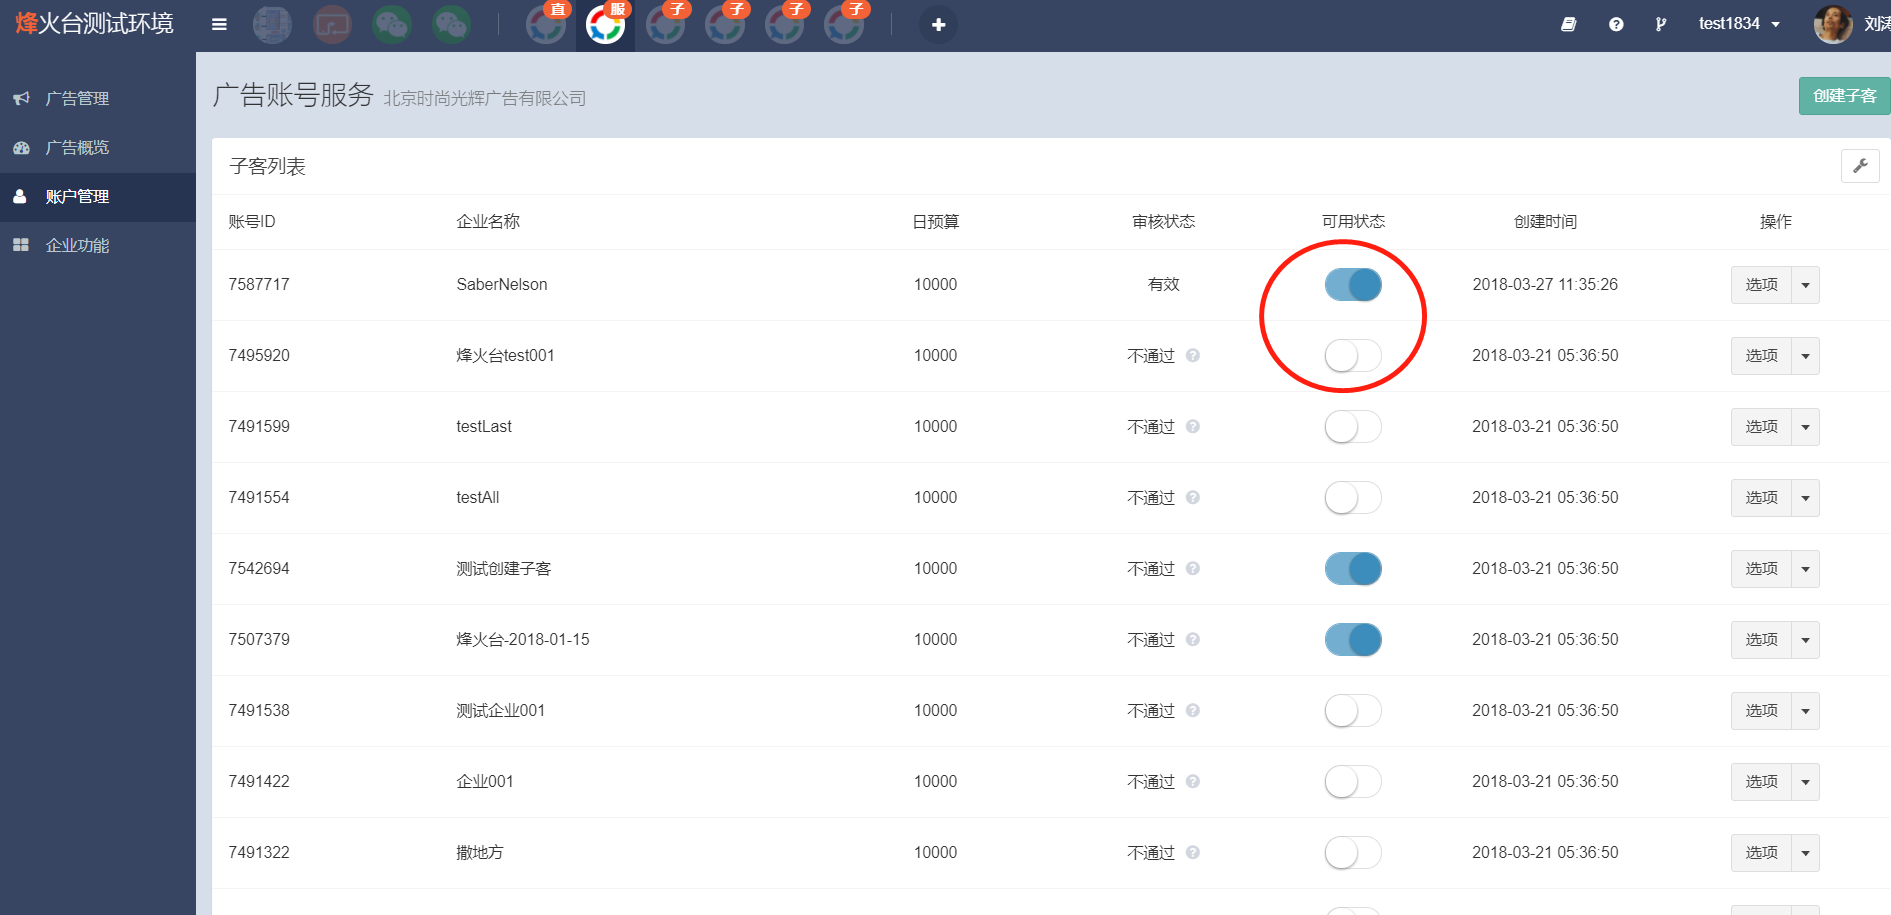 烽火台测试环境 直 服 子 子 子 子 test1834 刘涛
广告管理
广告概览
账户管理
企业功能
广告账号服务 北京时尚光辉广告有限公司 创建子客
子客列表
账号ID 企业名称 日预算 审核状态 可用状态 创建时间 操作
7587717 SaberNelson 10000 有效 2018-03-27 11:35:26 选项
7495920 烽火台test001 10000 不通过 2018-03-21 05:36:50 选项
7491599 testLast 10000 不通过 2018-03-21 05:36:50 选项
7491554 testAll 10000 不通过 2018-03-21 05:36:50 选项
7542694 测试创建子客 10000 不通过 2018-03-21 05:36:50 选项
7507379 烽火台-2018-01-15 10000 不通过 2018-03-21 05:36:50 选项
7491538 测试企业001 10000 不通过 2018-03-21 05:36:50 选项
7491422 企业001 10000 不通过 2018-03-21 05:36:50 选项
7491322 撒地方 10000 不通过 2018-03-21 05:36:50 选项